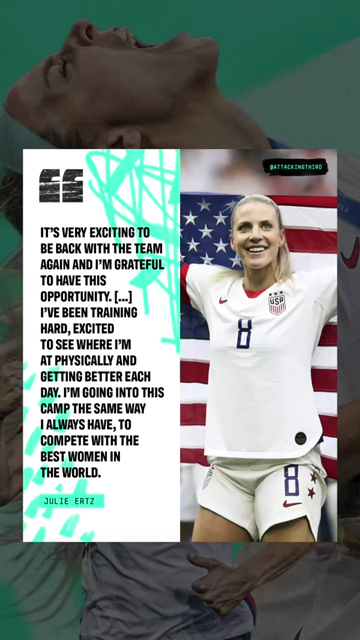 @ATTACKINGTHIRD
IT'S VERY EXCITING TO
BE BACK WITH THE TEAM
AGAIN AND I'M GRATEFUL
TO HAVE THIS
OPPORTUNITY. [...]
I'VE BEEN TRAINING
HARD, EXCITED
TO SEE WHERE I'M
AT PHYSICALLY AND
GETTING BETTER EACH
DAY. I'M GOING INTO THIS
CAMP THE SAME WAY
I ALWAYS HAVE, TO
COMPETE WITH THE
BEST WOMEN IN
THE WORLD.
JULIE ERTZ
USA
8
8